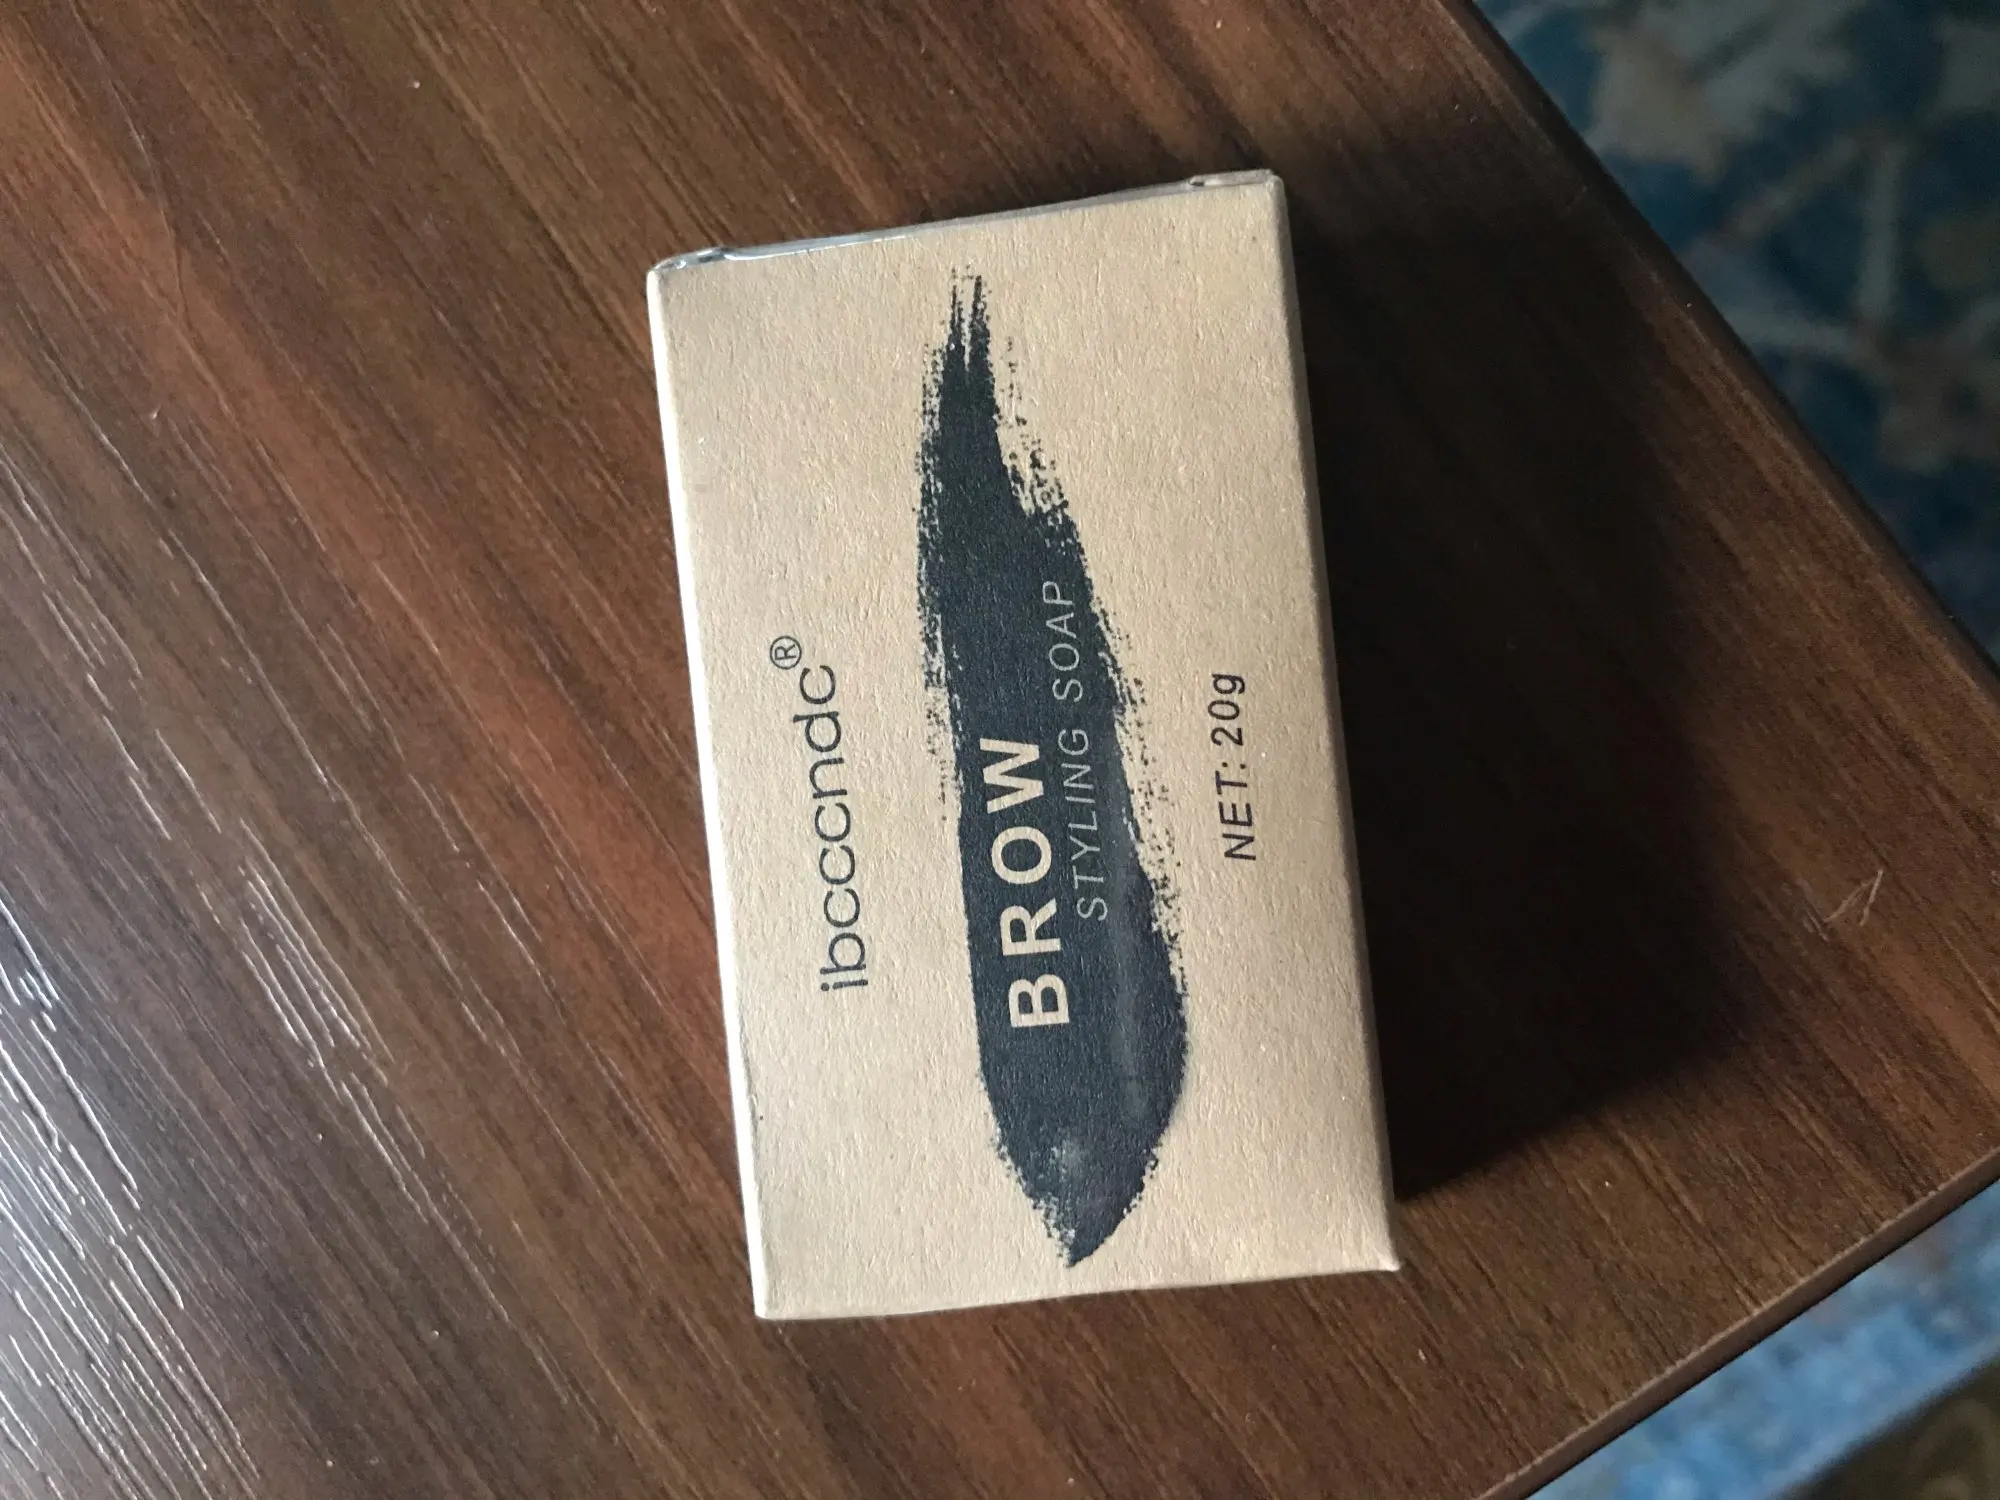 ibcccndc®
BROW
STYLING SOAP
NET: 20g